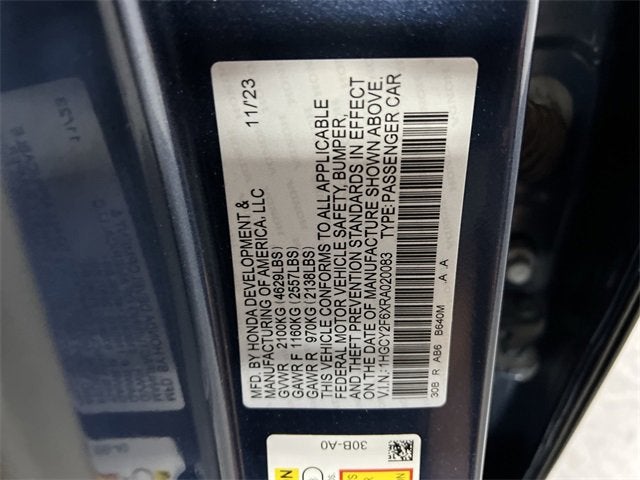 MFD. BY HONDA DEVELOPMENT & 11/23
MANUFACTURING OF AMERICA, LLC
GVWR 2100KG (4629LBS)
GAWR F 1160KG (2557LBS)
GAWR R 970KG (2138LBS)
THIS VEHICLE CONFORMS TO ALL APPLICABLE
FEDERAL MOTOR VEHICLE SAFETY, BUMPER,
AND THEFT PREVENTION STANDARDS IN EFFECT
ON THE DATE OF MANUFACTURE SHOWN ABOVE.
V.I.N.: 1HGCY2F6XRA020083 TYPE: PASSENGER CAR
30B R AB6 B640M A A
30B-A0